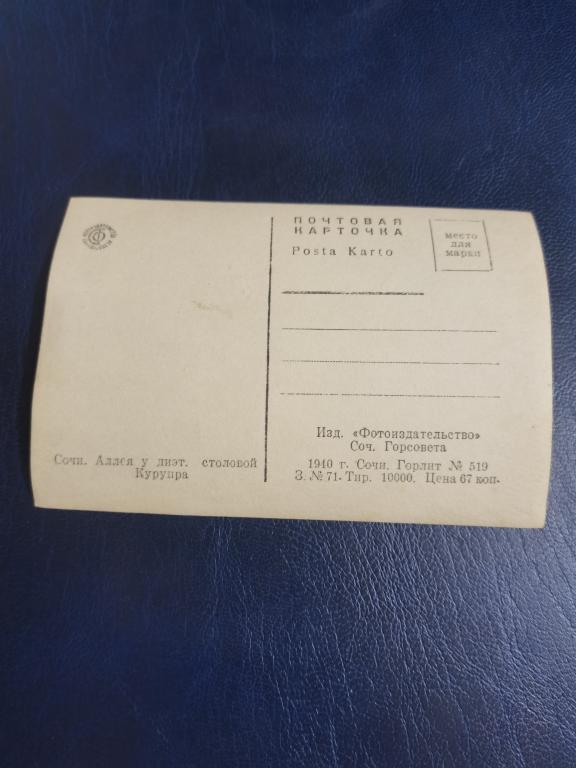 ПОЧТОВАЯ
КАРТОЧКА
Posta Karto
место
для
марки
Изд. «Фотоиздательство»
Соч. Горсовета
1940 г. Сочи. Горлит № 519
З. № 71. Тир. 10000. Цена 67 коп.
Сочи. Аллея у диэт. столовой
Курупра